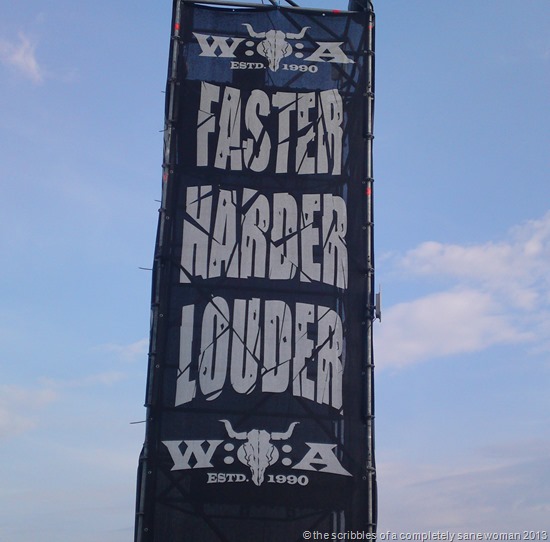 W:O:A
ESTD. 1990
FASTER
HARDER
LOUDER
W:O:A
ESTD. 1990
© the scribbles of a completely sane woman 2013